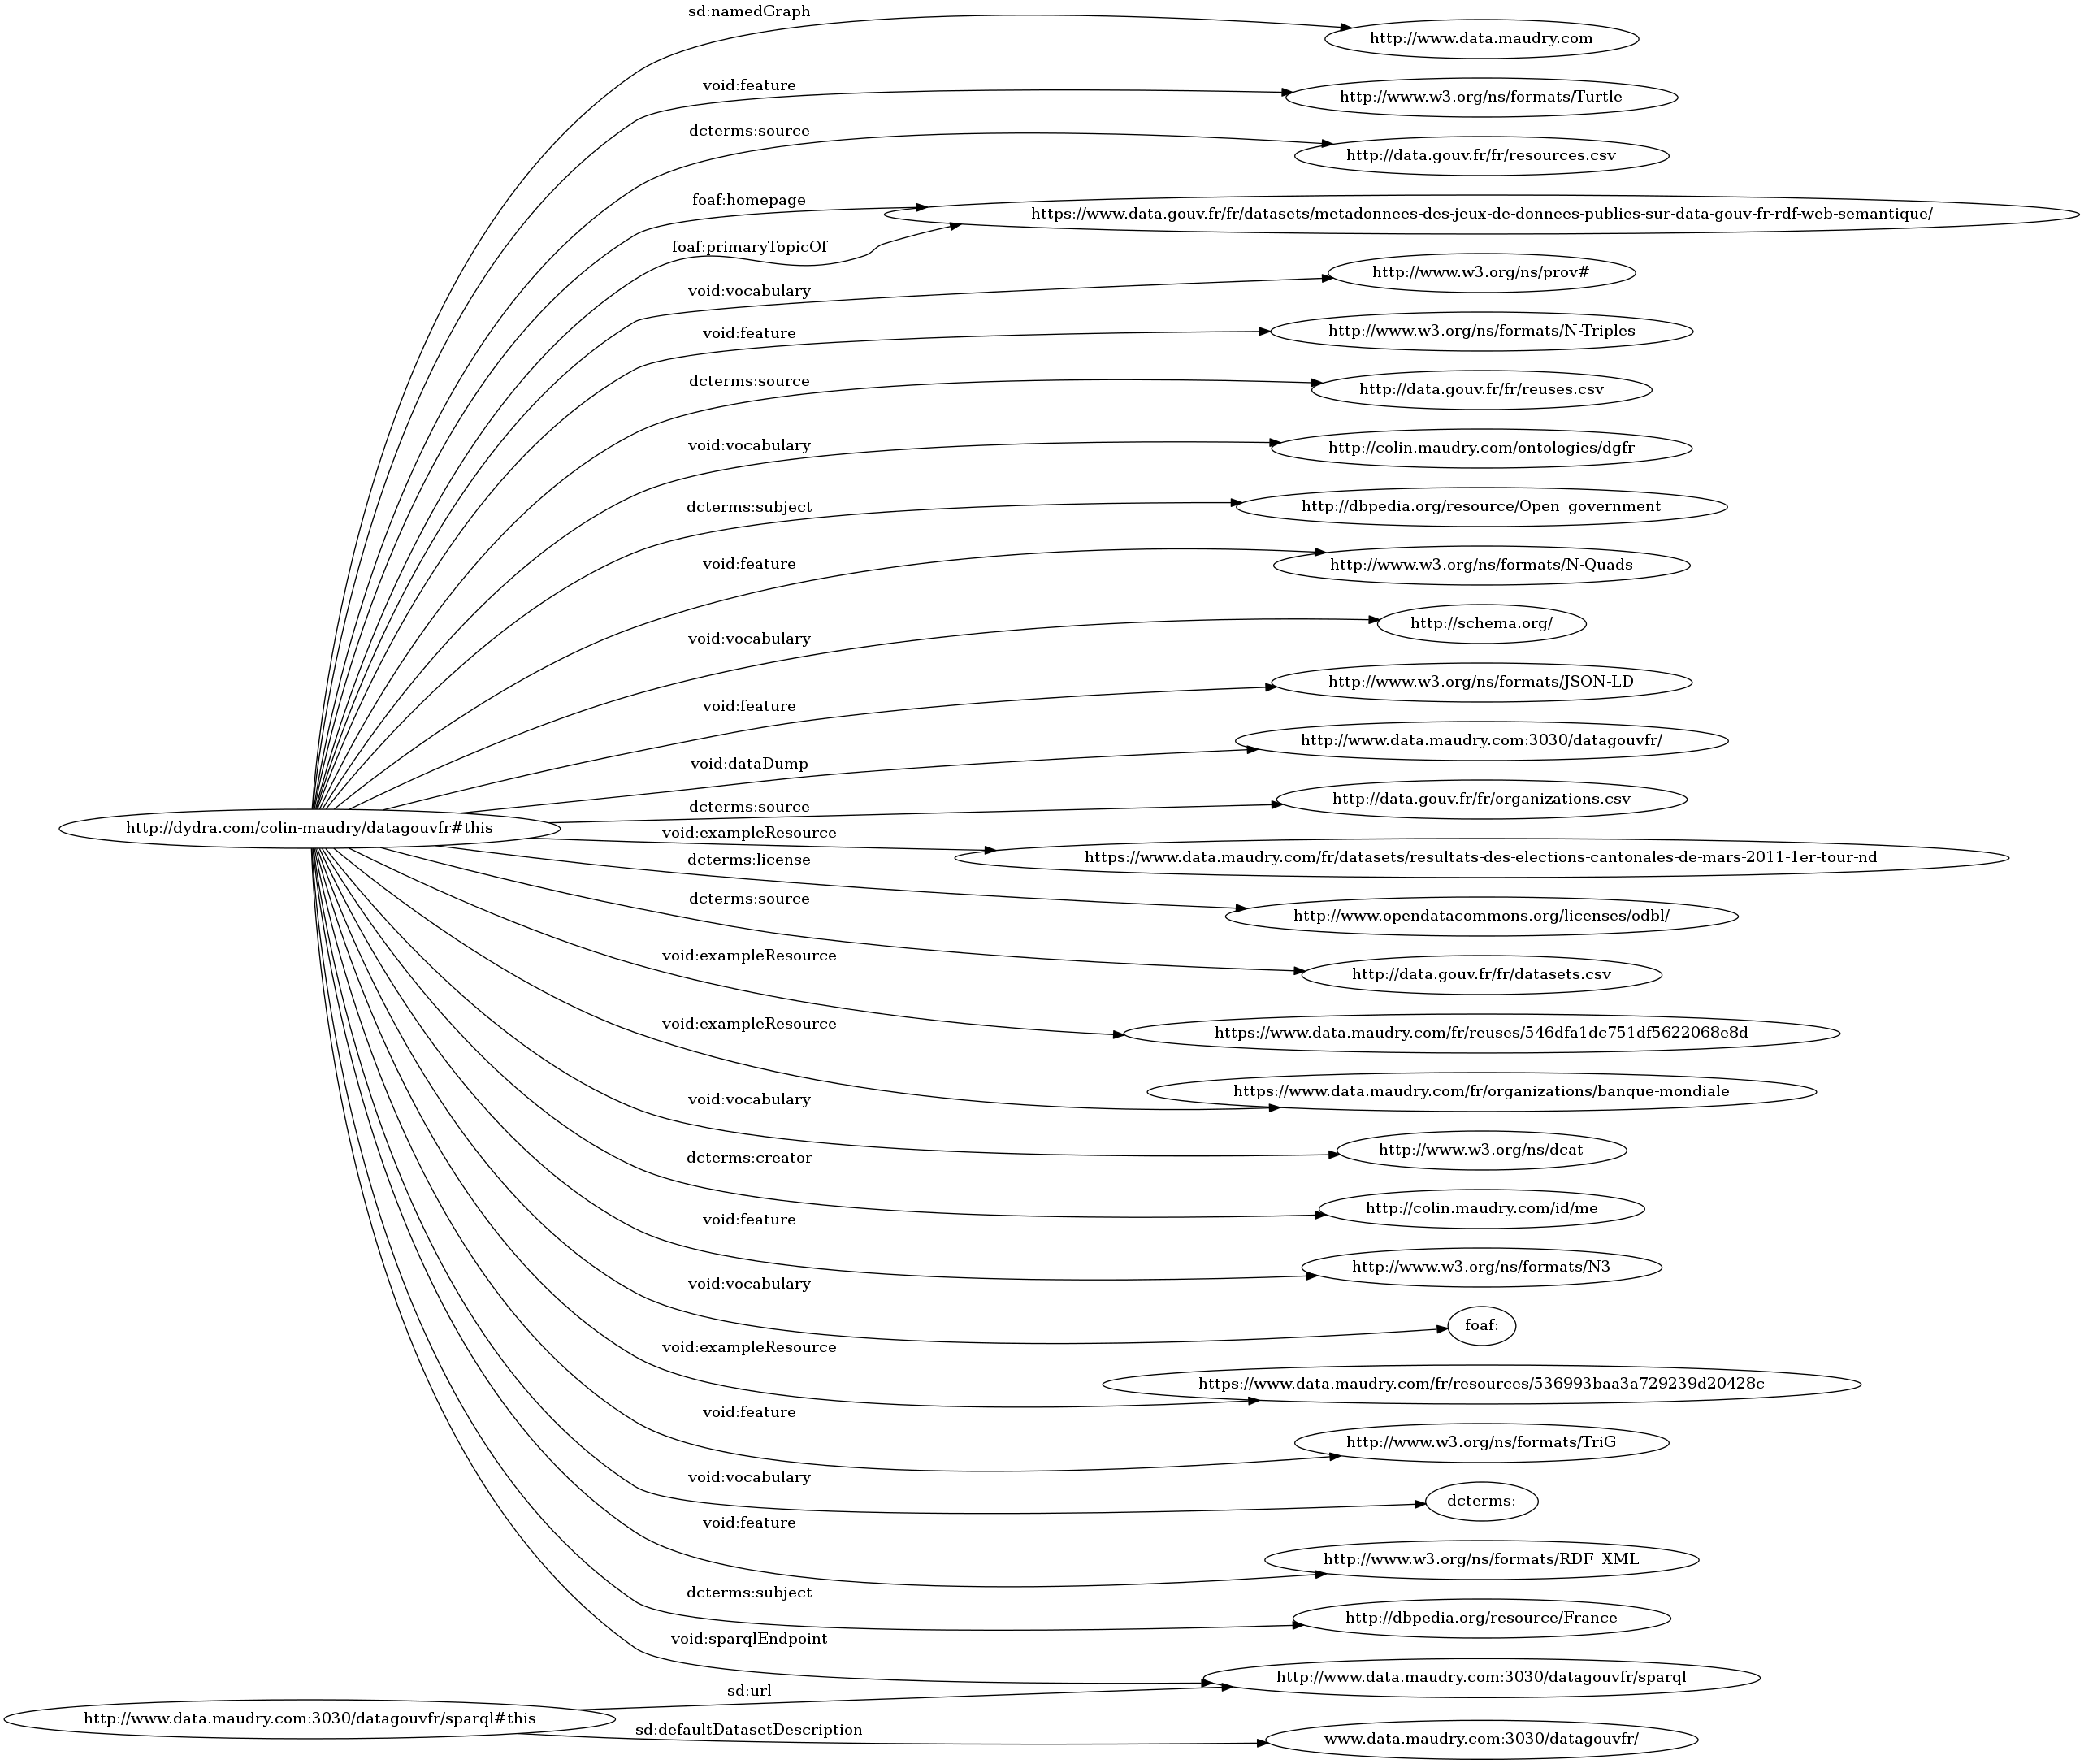 sd:namedGraph
http://www.data.maudry.com
void:feature
http://www.w3.org/ns/formats/Turtle
dcterms:source
http://data.gouv.fr/fr/resources.csv
foaf:homepage
https://www.data.gouv.fr/fr/datasets/metadonnees-des-jeux-de-donnees-publies-sur-data-gouv-fr-rdf-web-semantique/
foaf:primaryTopicOf
void:vocabulary
http://www.w3.org/ns/prov#
void:feature
http://www.w3.org/ns/formats/N-Triples
dcterms:source
http://data.gouv.fr/fr/reuses.csv
void:vocabulary
http://colin.maudry.com/ontologies/dgfr
dcterms:subject
http://dbpedia.org/resource/Open_government
void:feature
http://www.w3.org/ns/formats/N-Quads
void:vocabulary
http://schema.org/
void:feature
http://www.w3.org/ns/formats/JSON-LD
void:dataDump
http://www.data.maudry.com:3030/datagouvfr/
dcterms:source
http://data.gouv.fr/fr/organizations.csv
http://dydra.com/colin-maudry/datagouvfr#this
void:exampleResource
https://www.data.maudry.com/fr/datasets/resultats-des-elections-cantonales-de-mars-2011-1er-tour-nd
dcterms:license
http://www.opendatacommons.org/licenses/odbl/
dcterms:source
http://data.gouv.fr/fr/datasets.csv
void:exampleResource
https://www.data.maudry.com/fr/reuses/546dfa1dc751df5622068e8d
void:exampleResource
https://www.data.maudry.com/fr/organizations/banque-mondiale
void:vocabulary
http://www.w3.org/ns/dcat
dcterms:creator
http://colin.maudry.com/id/me
void:feature
http://www.w3.org/ns/formats/N3
void:vocabulary
foaf:
void:exampleResource
https://www.data.maudry.com/fr/resources/536993baa3a729239d20428c
void:feature
http://www.w3.org/ns/formats/TriG
void:vocabulary
dcterms:
void:feature
http://www.w3.org/ns/formats/RDF_XML
dcterms:subject
http://dbpedia.org/resource/France
void:sparqlEndpoint
http://www.data.maudry.com:3030/datagouvfr/sparql
sd:url
http://www.data.maudry.com:3030/datagouvfr/sparql#this
sd:defaultDatasetDescription
www.data.maudry.com:3030/datagouvfr/